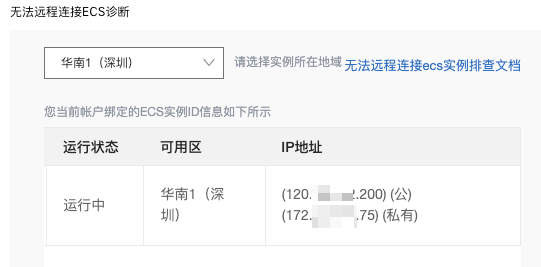 无法远程连接ECS诊断
华南1（深圳） 请选择实例所在地域 无法远程连接ecs实例排查文档
您当前帐户绑定的ECS实例ID信息如下所示
运行状态 可用区 IP地址
运行中 华南1（深圳） (120. 2.200) (公)
(172. .75) (私有)